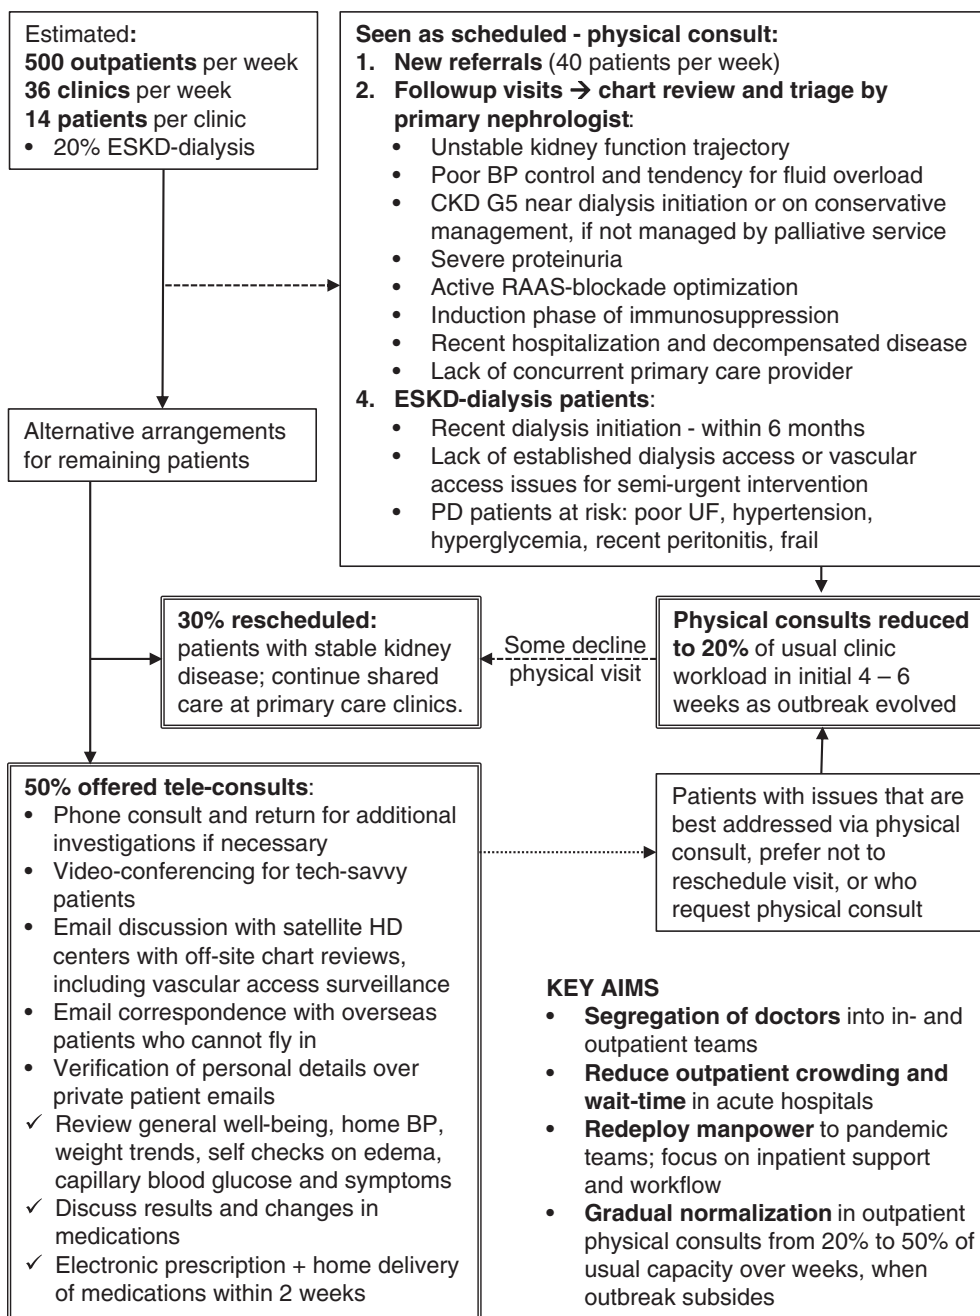 Estimated:
500 outpatients per week
36 clinics per week
14 patients per clinic
• 20% ESKD-dialysis
Seen as scheduled - physical consult:
1. New referrals (40 patients per week)
2. Followup visits → chart review and triage by
primary nephrologist:
• Unstable kidney function trajectory
• Poor BP control and tendency for fluid overload
• CKD G5 near dialysis initiation or on conservative
management, if not managed by palliative service
• Severe proteinuria
• Active RAAS-blockade optimization
• Induction phase of immunosuppression
• Recent hospitalization and decompensated disease
• Lack of concurrent primary care provider
4. ESKD-dialysis patients:
• Recent dialysis initiation - within 6 months
• Lack of established dialysis access or vascular
access issues for semi-urgent intervention
• PD patients at risk: poor UF, hypertension,
hyperglycemia, recent peritonitis, frail
Alternative arrangements
for remaining patients
30% rescheduled:
patients with stable kidney
disease; continue shared
care at primary care clinics.
Some decline
physical visit
Physical consults reduced
to 20% of usual clinic
workload in initial 4 – 6
weeks as outbreak evolved
50% offered tele-consults:
• Phone consult and return for additional
investigations if necessary
• Video-conferencing for tech-savvy
patients
• Email discussion with satellite HD
centers with off-site chart reviews,
including vascular access surveillance
• Email correspondence with overseas
patients who cannot fly in
• Verification of personal details over
private patient emails
✓ Review general well-being, home BP,
weight trends, self checks on edema,
capillary blood glucose and symptoms
✓ Discuss results and changes in
medications
✓ Electronic prescription + home delivery
of medications within 2 weeks
Patients with issues that are
best addressed via physical
consult, prefer not to
reschedule visit, or who
request physical consult
KEY AIMS
• Segregation of doctors into in- and
outpatient teams
• Reduce outpatient crowding and
wait-time in acute hospitals
• Redeploy manpower to pandemic
teams; focus on inpatient support
and workflow
• Gradual normalization in outpatient
physical consults from 20% to 50% of
usual capacity over weeks, when
outbreak subsides